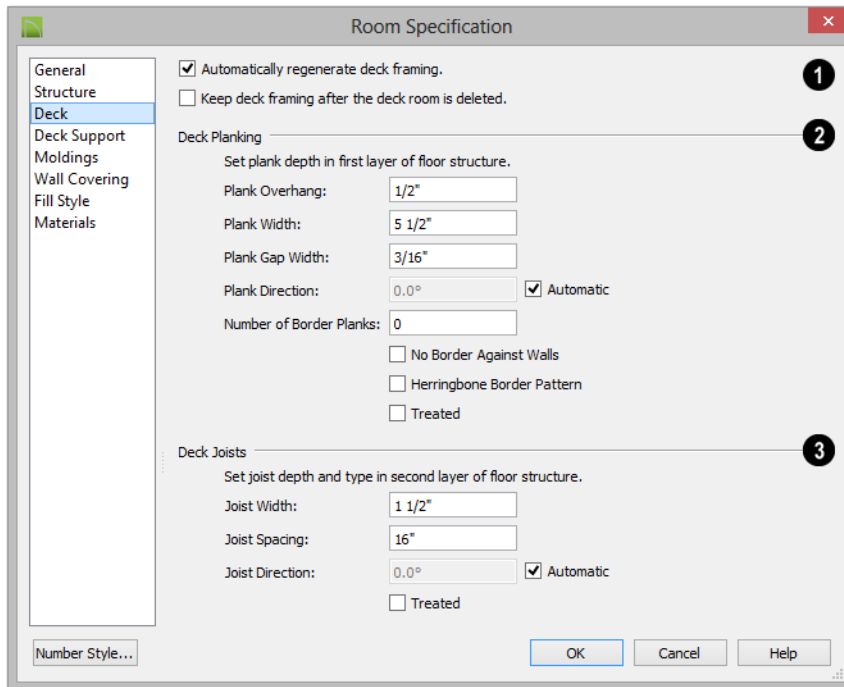 Room Specification
×
General
Structure
Deck
Deck Support
Moldings
Wall Covering
Fill Style
Materials
Automatically regenerate deck framing.
1
Keep deck framing after the deck room is deleted.
Deck Planking
2
Set plank depth in first layer of floor structure.
Plank Overhang: 1/2"
Plank Width: 5 1/2"
Plank Gap Width: 3/16"
Plank Direction: 0.0° Automatic
Number of Border Planks: 0
No Border Against Walls
Herringbone Border Pattern
Treated
Deck Joists
3
Set joist depth and type in second layer of floor structure.
Joist Width: 1 1/2"
Joist Spacing: 16"
Joist Direction: 0.0° Automatic
Treated
Number Style... OK Cancel Help